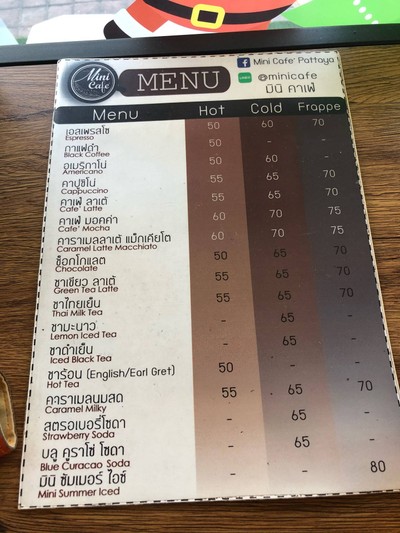 Mini Cafe
MENU
Mini Cafe' Pattaya
LINE @minicafe
มินิ คาเฟ่
Menu Hot Cold Frappe
เอสเพรสโซ 50 60 70
Espresso
กาแฟดำ 50 - -
Black Coffee
อเมริกาโน่ 50 60 -
Americano
คาปูชิโน่ 55 65 70
Cappuccino
คาเฟ่ ลาเต้ 55 65 70
Cafe' Latte
คาเฟ่ มอคค่า 60 70 75
Cafe' Mocha
คาราเมลลาเต้ แม็กเคียโต 60 70 75
Caramel Latte Macchiato
ช็อกโกแลต 50 65 70
Chocolate
ชาเขียว ลาเต้ 55 65 70
Green Tea Latte
ชาไทยเย็น 55 65 70
Thai Milk Tea
ชามะนาว - 65 -
Lemon Iced Tea
ชาดำเย็น - 65 -
Iced Black Tea
ชาร้อน (English/Earl Gret) 50 - -
Hot Tea
คาราเมลนมสด 55 65 70
Caramel Milky
สตรอเบอรี่โซดา - 65 -
Strawberry Soda
บลู คูราโซ่ โซดา - 65 -
Blue Curacao Soda
มินิ ซัมเมอร์ ไอซ์ - - 80
Mini Summer Iced